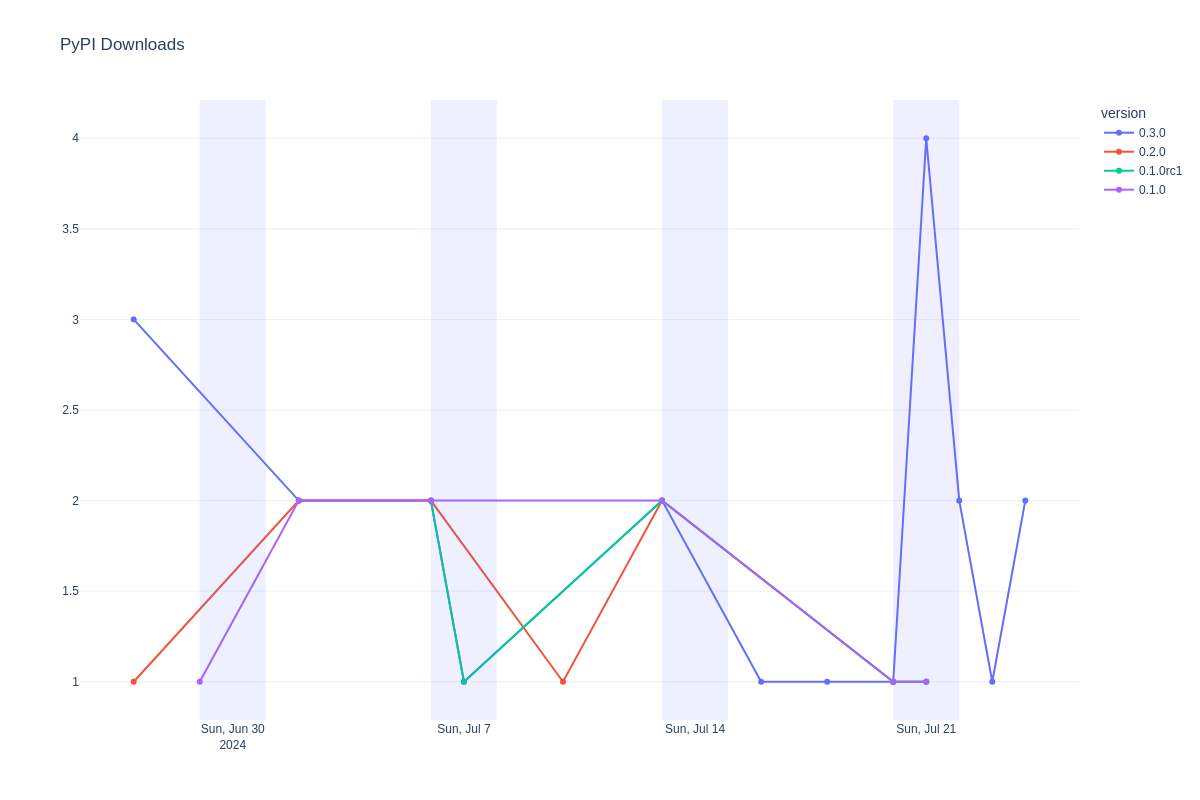 PyPI Downloads
version
0.3.0
0.2.0
0.1.0rc1
0.1.0
4
3.5
3
2.5
2
1.5
1
Sun, Jun 30
2024
Sun, Jul 7
Sun, Jul 14
Sun, Jul 21